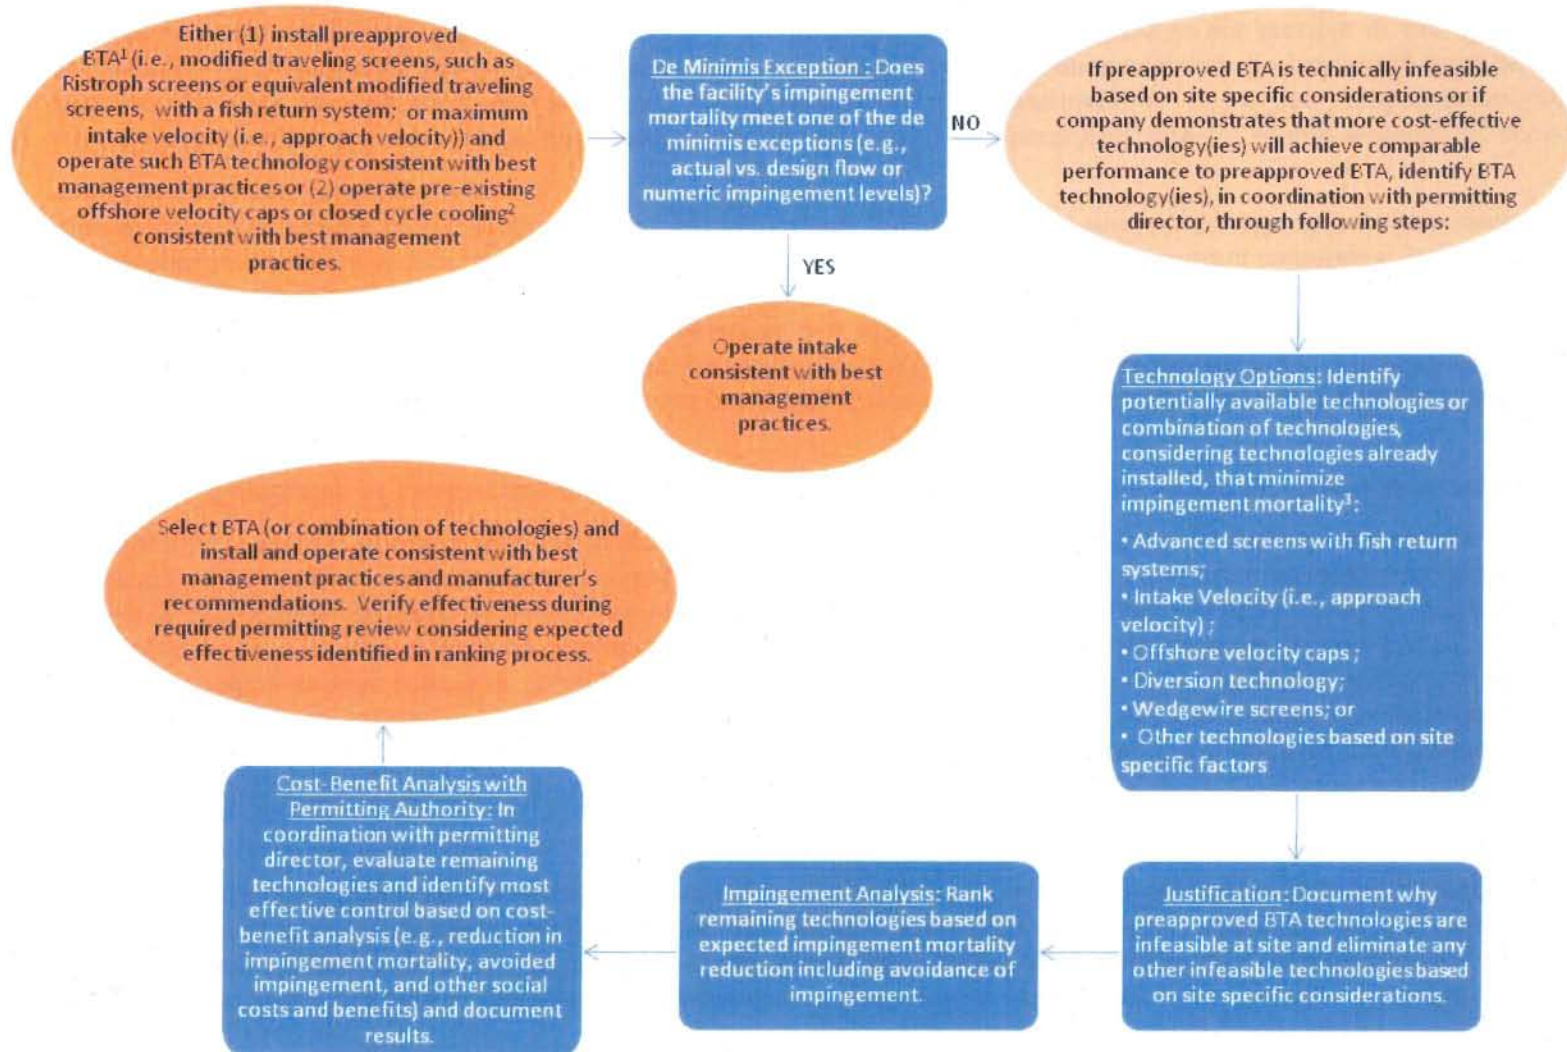 Either (1) install preapproved
BTA¹ (i.e., modified traveling screens, such as
Ristroph screens or equivalent modified traveling
screens, with a fish return system; or maximum
intake velocity (i.e., approach velocity)) and
operate such BTA technology consistent with best
management practices or (2) operate pre-existing
offshore velocity caps or closed cycle cooling²
consistent with best management
practices.
De Minimis Exception : Does
the facility's impingement
mortality meet one of the de
minimis exceptions (e.g.,
actual vs. design flow or
numeric impingement levels)?
NO
If preapproved BTA is technically infeasible
based on site specific considerations or if
company demonstrates that more cost-effective
technology(ies) will achieve comparable
performance to preapproved BTA, identify BTA
technology(ies), in coordination with permitting
director, through following steps:
YES
Operate intake
consistent with best
management
practices.
Technology Options: Identify
potentially available technologies or
combination of technologies,
considering technologies already
installed, that minimize
impingement mortality³:
• Advanced screens with fish return
systems;
• Intake Velocity (i.e., approach
velocity) ;
• Offshore velocity caps ;
• Diversion technology;
• Wedgewire screens; or
• Other technologies based on site
specific factors
Select BTA (or combination of technologies) and
install and operate consistent with best
management practices and manufacturer's
recommendations. Verify effectiveness during
required permitting review considering expected
effectiveness identified in ranking process.
Cost-Benefit Analysis with
Permitting Authority: In
coordination with permitting
director, evaluate remaining
technologies and identify most
effective control based on cost-
benefit analysis (e.g., reduction in
impingement mortality, avoided
impingement, and other social
costs and benefits) and document
results.
Impingement Analysis: Rank
remaining technologies based on
expected impingement mortality
reduction including avoidance of
impingement.
Justification: Document why
preapproved BTA technologies are
infeasible at site and eliminate any
other infeasible technologies based
on site specific considerations.